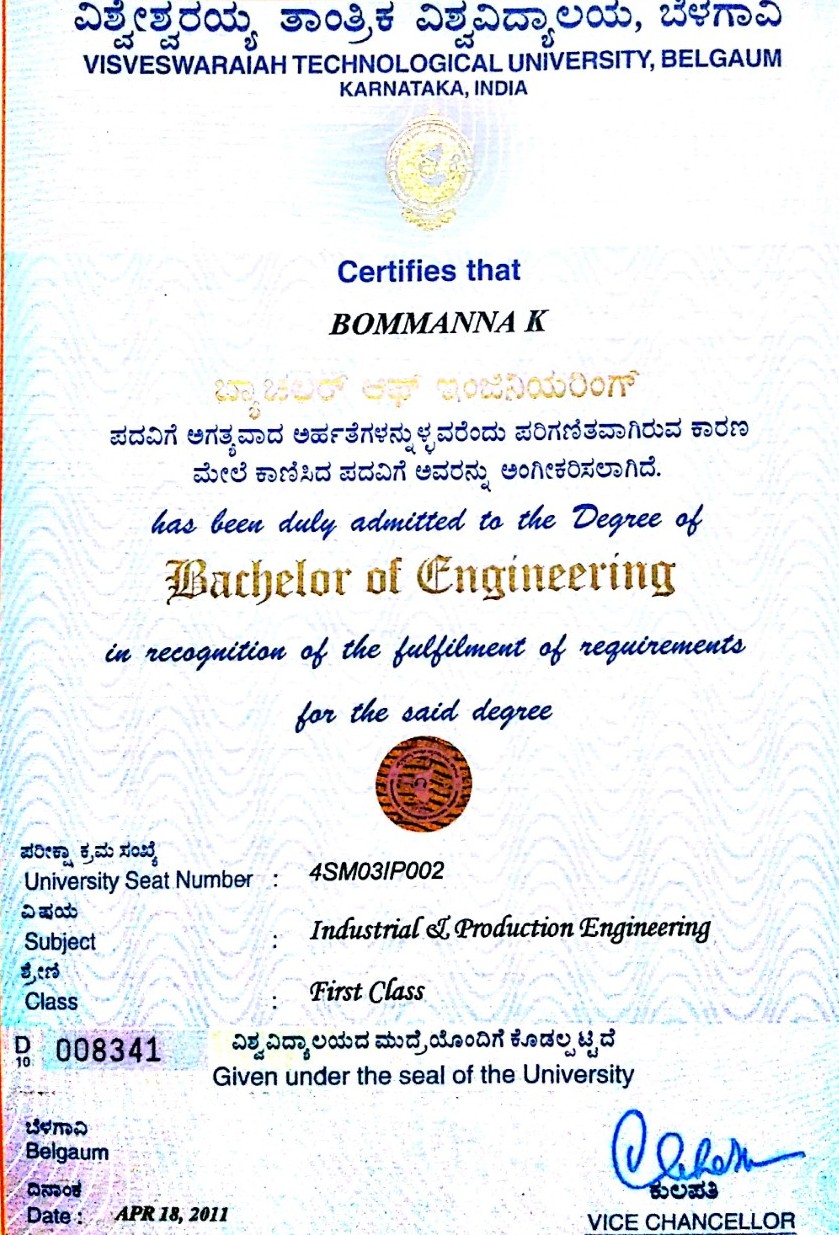 ವಿಶ್ವೇಶ್ವರಯ್ಯ ತಾಂತ್ರಿಕ ವಿಶ್ವವಿದ್ಯಾಲಯ, ಬೆಳಗಾವಿ
VISVESWARAIAH TECHNOLOGICAL UNIVERSITY, BELGAUM
KARNATAKA, INDIA
Certifies that
BOMMANNA K
ಬ್ಯಾಚಲರ್ ಆಫ್ ಇಂಜಿನಿಯರಿಂಗ್
ಪದವಿಗೆ ಅಗತ್ಯವಾದ ಅರ್ಹತೆಗಳನ್ನುಳ್ಳವರೆಂದು ಪರಿಗಣಿತವಾಗಿರುವ ಕಾರಣ
ಮೇಲೆ ಕಾಣಿಸಿದ ಪದವಿಗೆ ಅವರನ್ನು ಅಂಗೀಕರಿಸಲಾಗಿದೆ.
has been duly admitted to the Degree of
Bachelor of Engineering
in recognition of the fulfilment of requirements
for the said degree
ಪರೀಕ್ಷಾ ಕ್ರಮ ಸಂಖ್ಯೆ
University Seat Number : 4SM03IP002
ವಿಷಯ
Subject : Industrial & Production Engineering
ಶ್ರೇಣಿ
Class : First Class
D 10 008341 ವಿಶ್ವವಿದ್ಯಾಲಯದ ಮುದ್ರೆಯೊಂದಿಗೆ ಕೊಡಲ್ಪಟ್ಟಿದೆ
Given under the seal of the University
ಬೆಳಗಾವಿ
Belgaum
ದಿನಾಂಕ ಕುಲಪತಿ
Date : APR 18, 2011 VICE CHANCELLOR